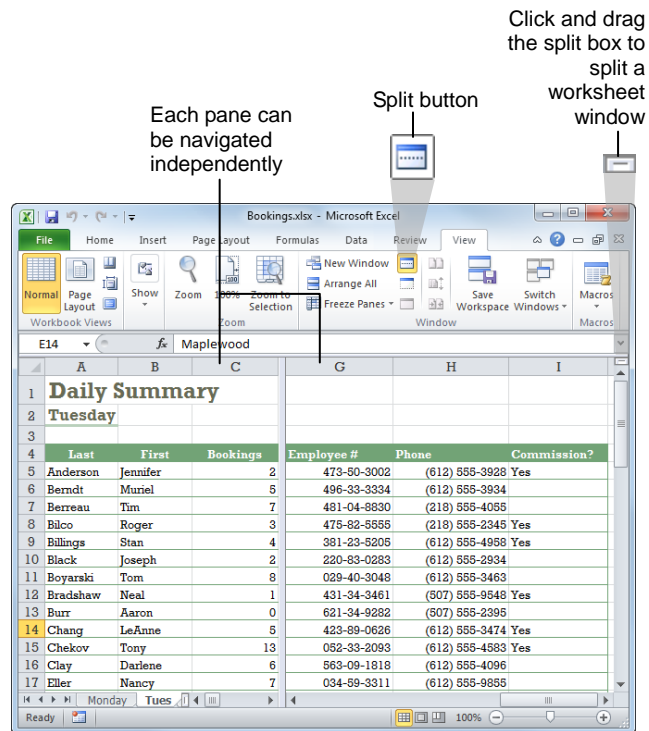 Click and drag
the split box to
split a
worksheet
window
Split button
Each pane can
be navigated
independently
Bookings.xlsx - Microsoft Excel
File Home Insert Page Layout Formulas Data Review View
Normal Page Layout Show Zoom 100% Zoom to Selection New Window Arrange All Freeze Panes Save Workspace Switch Windows Macros
Workbook Views Zoom Window Macros
E14 fx Maplewood
A B C G H I
1 Daily Summary
2 Tuesday
3
4 Last First Bookings Employee # Phone Commission?
5 Anderson Jennifer 2 473-50-3002 (612) 555-3928 Yes
6 Berndt Muriel 5 496-33-3334 (612) 555-3934
7 Berreau Tim 7 481-04-8830 (218) 555-4055
8 Bilco Roger 3 475-82-5555 (218) 555-2345 Yes
9 Billings Stan 4 381-23-5205 (612) 555-4958 Yes
10 Black Joseph 2 220-83-0283 (612) 555-2934
11 Boyarski Tom 8 029-40-3048 (612) 555-3463
12 Bradshaw Neal 1 431-34-3461 (507) 555-9548 Yes
13 Burr Aaron 0 621-34-9282 (507) 555-2395
14 Chang LeAnne 5 423-89-0626 (612) 555-3474 Yes
15 Chekov Tony 13 052-33-2093 (612) 555-4583 Yes
16 Clay Darlene 6 563-09-1818 (612) 555-4096
17 Eller Nancy 7 034-59-3311 (612) 555-9855
Monday Tues
Ready 100%